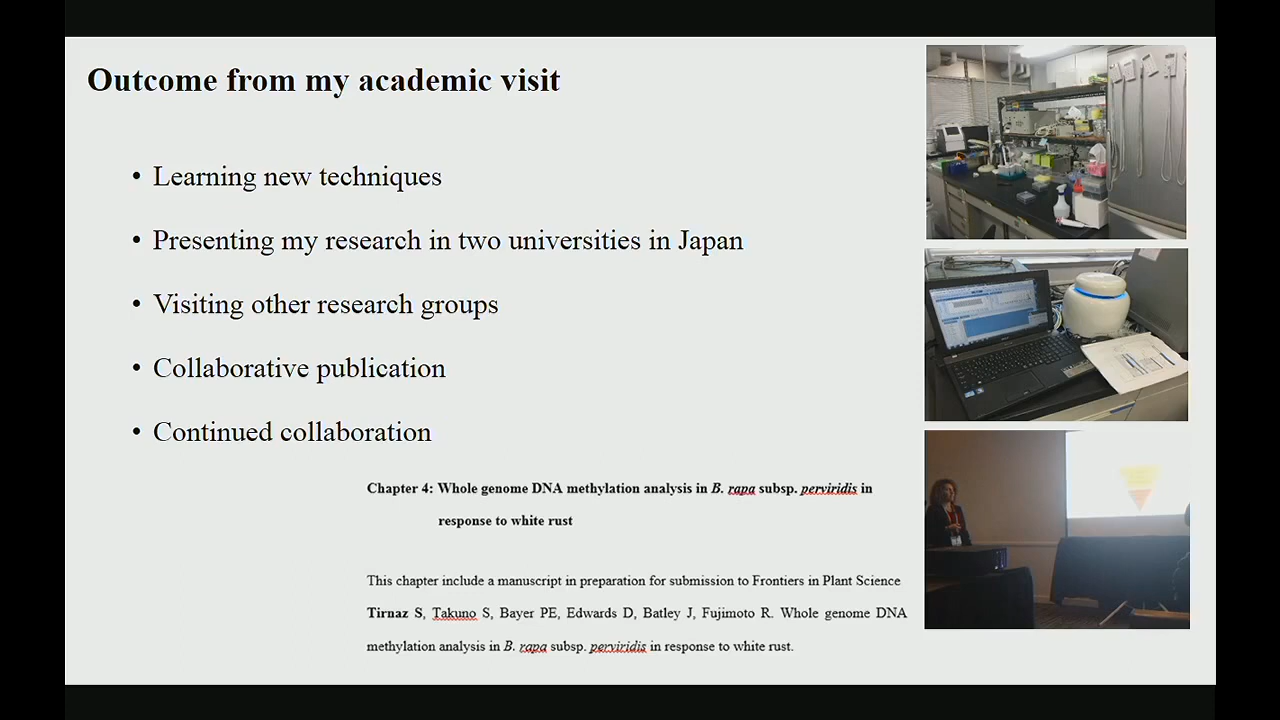 Outcome from my academic visit
• Learning new techniques
• Presenting my research in two universities in Japan
• Visiting other research groups
• Collaborative publication
• Continued collaboration
Chapter 4: Whole genome DNA methylation analysis in B. rapa subsp. perviridis in
response to white rust
This chapter include a manuscript in preparation for submission to Frontiers in Plant Science
Tirnaz S, Takuno S, Bayer PE, Edwards D, Batley J, Fujimoto R. Whole genome DNA
methylation analysis in B. rapa subsp. perviridis in response to white rust.